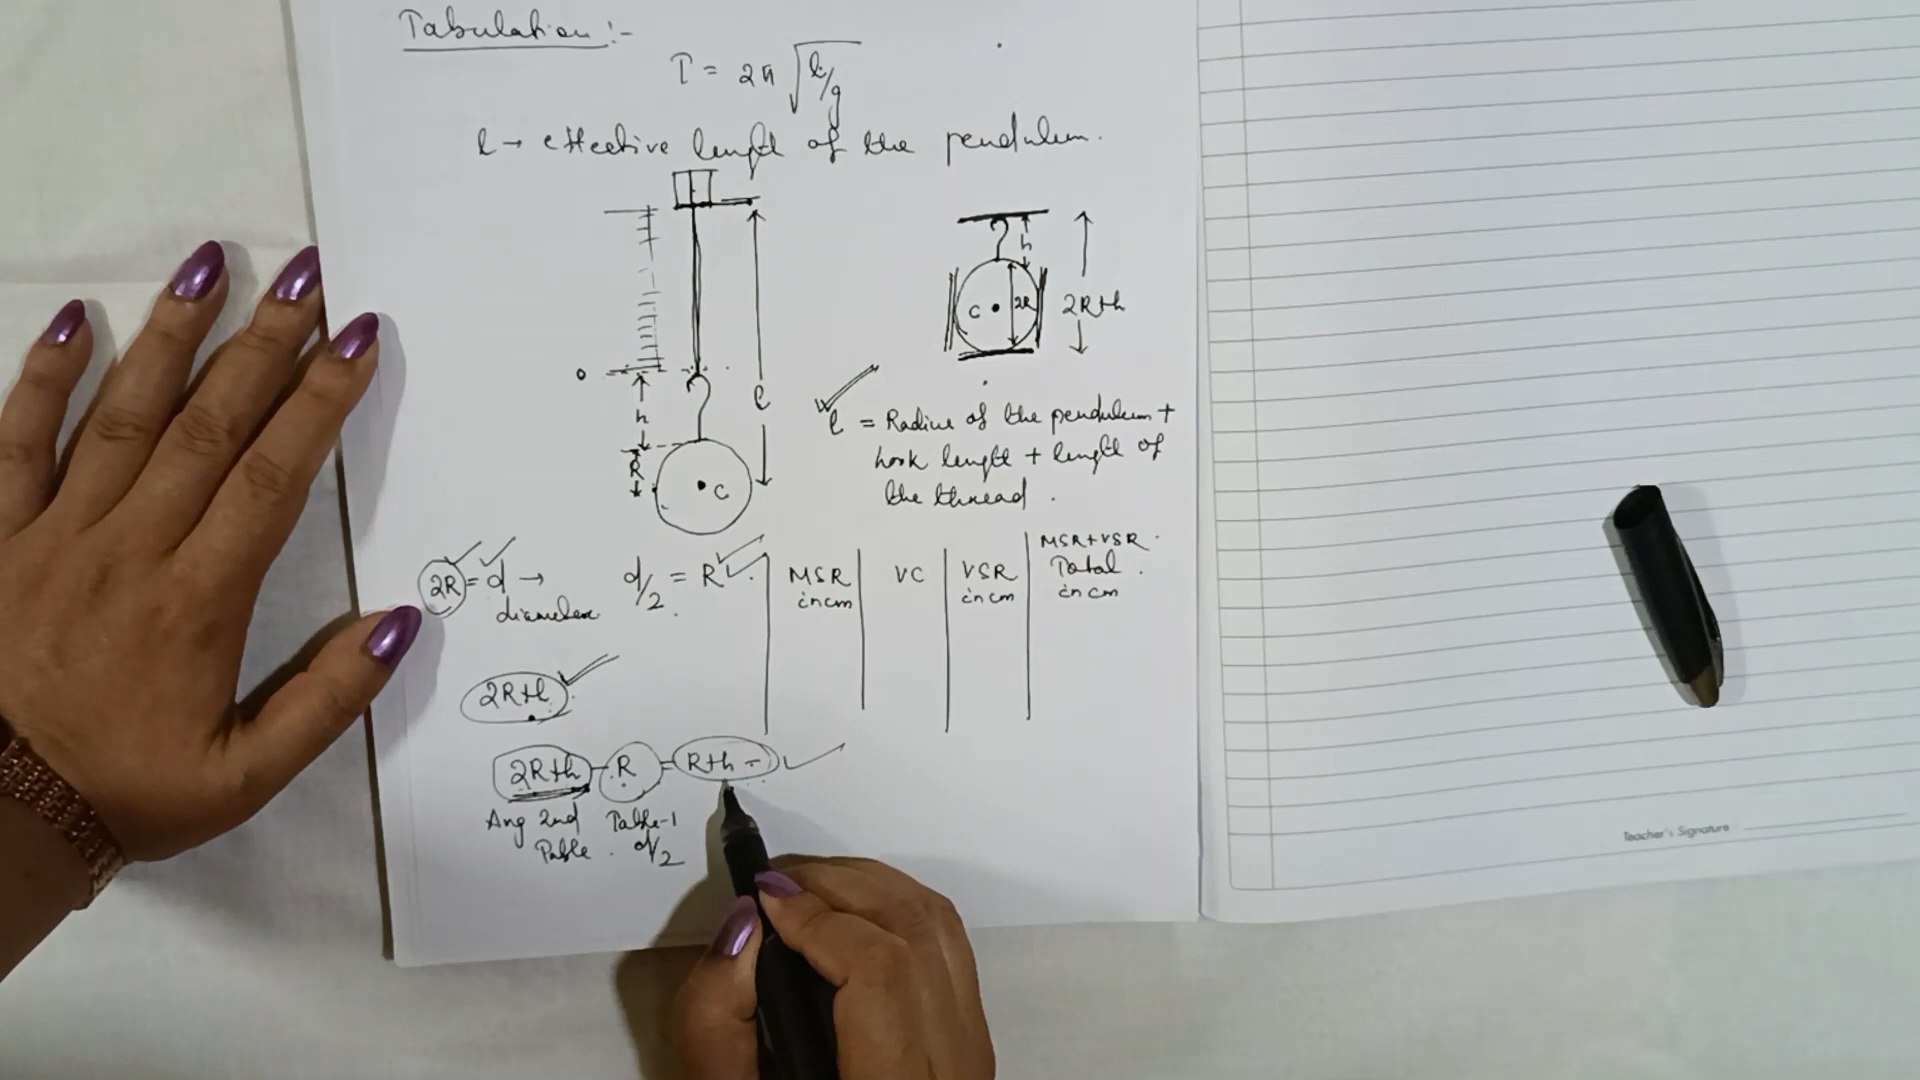 Tabulation :-
T = 2π √l/g
l → effective length of the pendulum.
h
C 2R
2R+h
0
h
l
R
C
l = Radius of the pendulum +
hook length + length of
the thread .
2R = d → d/2 = R
diameter
MSR in cm
VC
VSR in cm
MSR+VSR
Total .
in cm
2R+h
2R+h - R = R+h =
Avg 2nd Table-1
Table . d/2
Teacher's Signature